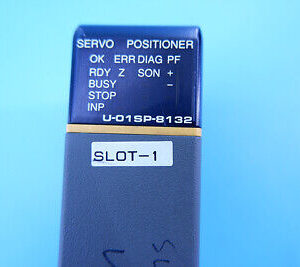 SERVO POSITIONER
OK ERR DIAG PF
RDY Z SON +
BUSY -
STOP
INP
U-01SP-8132
SLOT-1